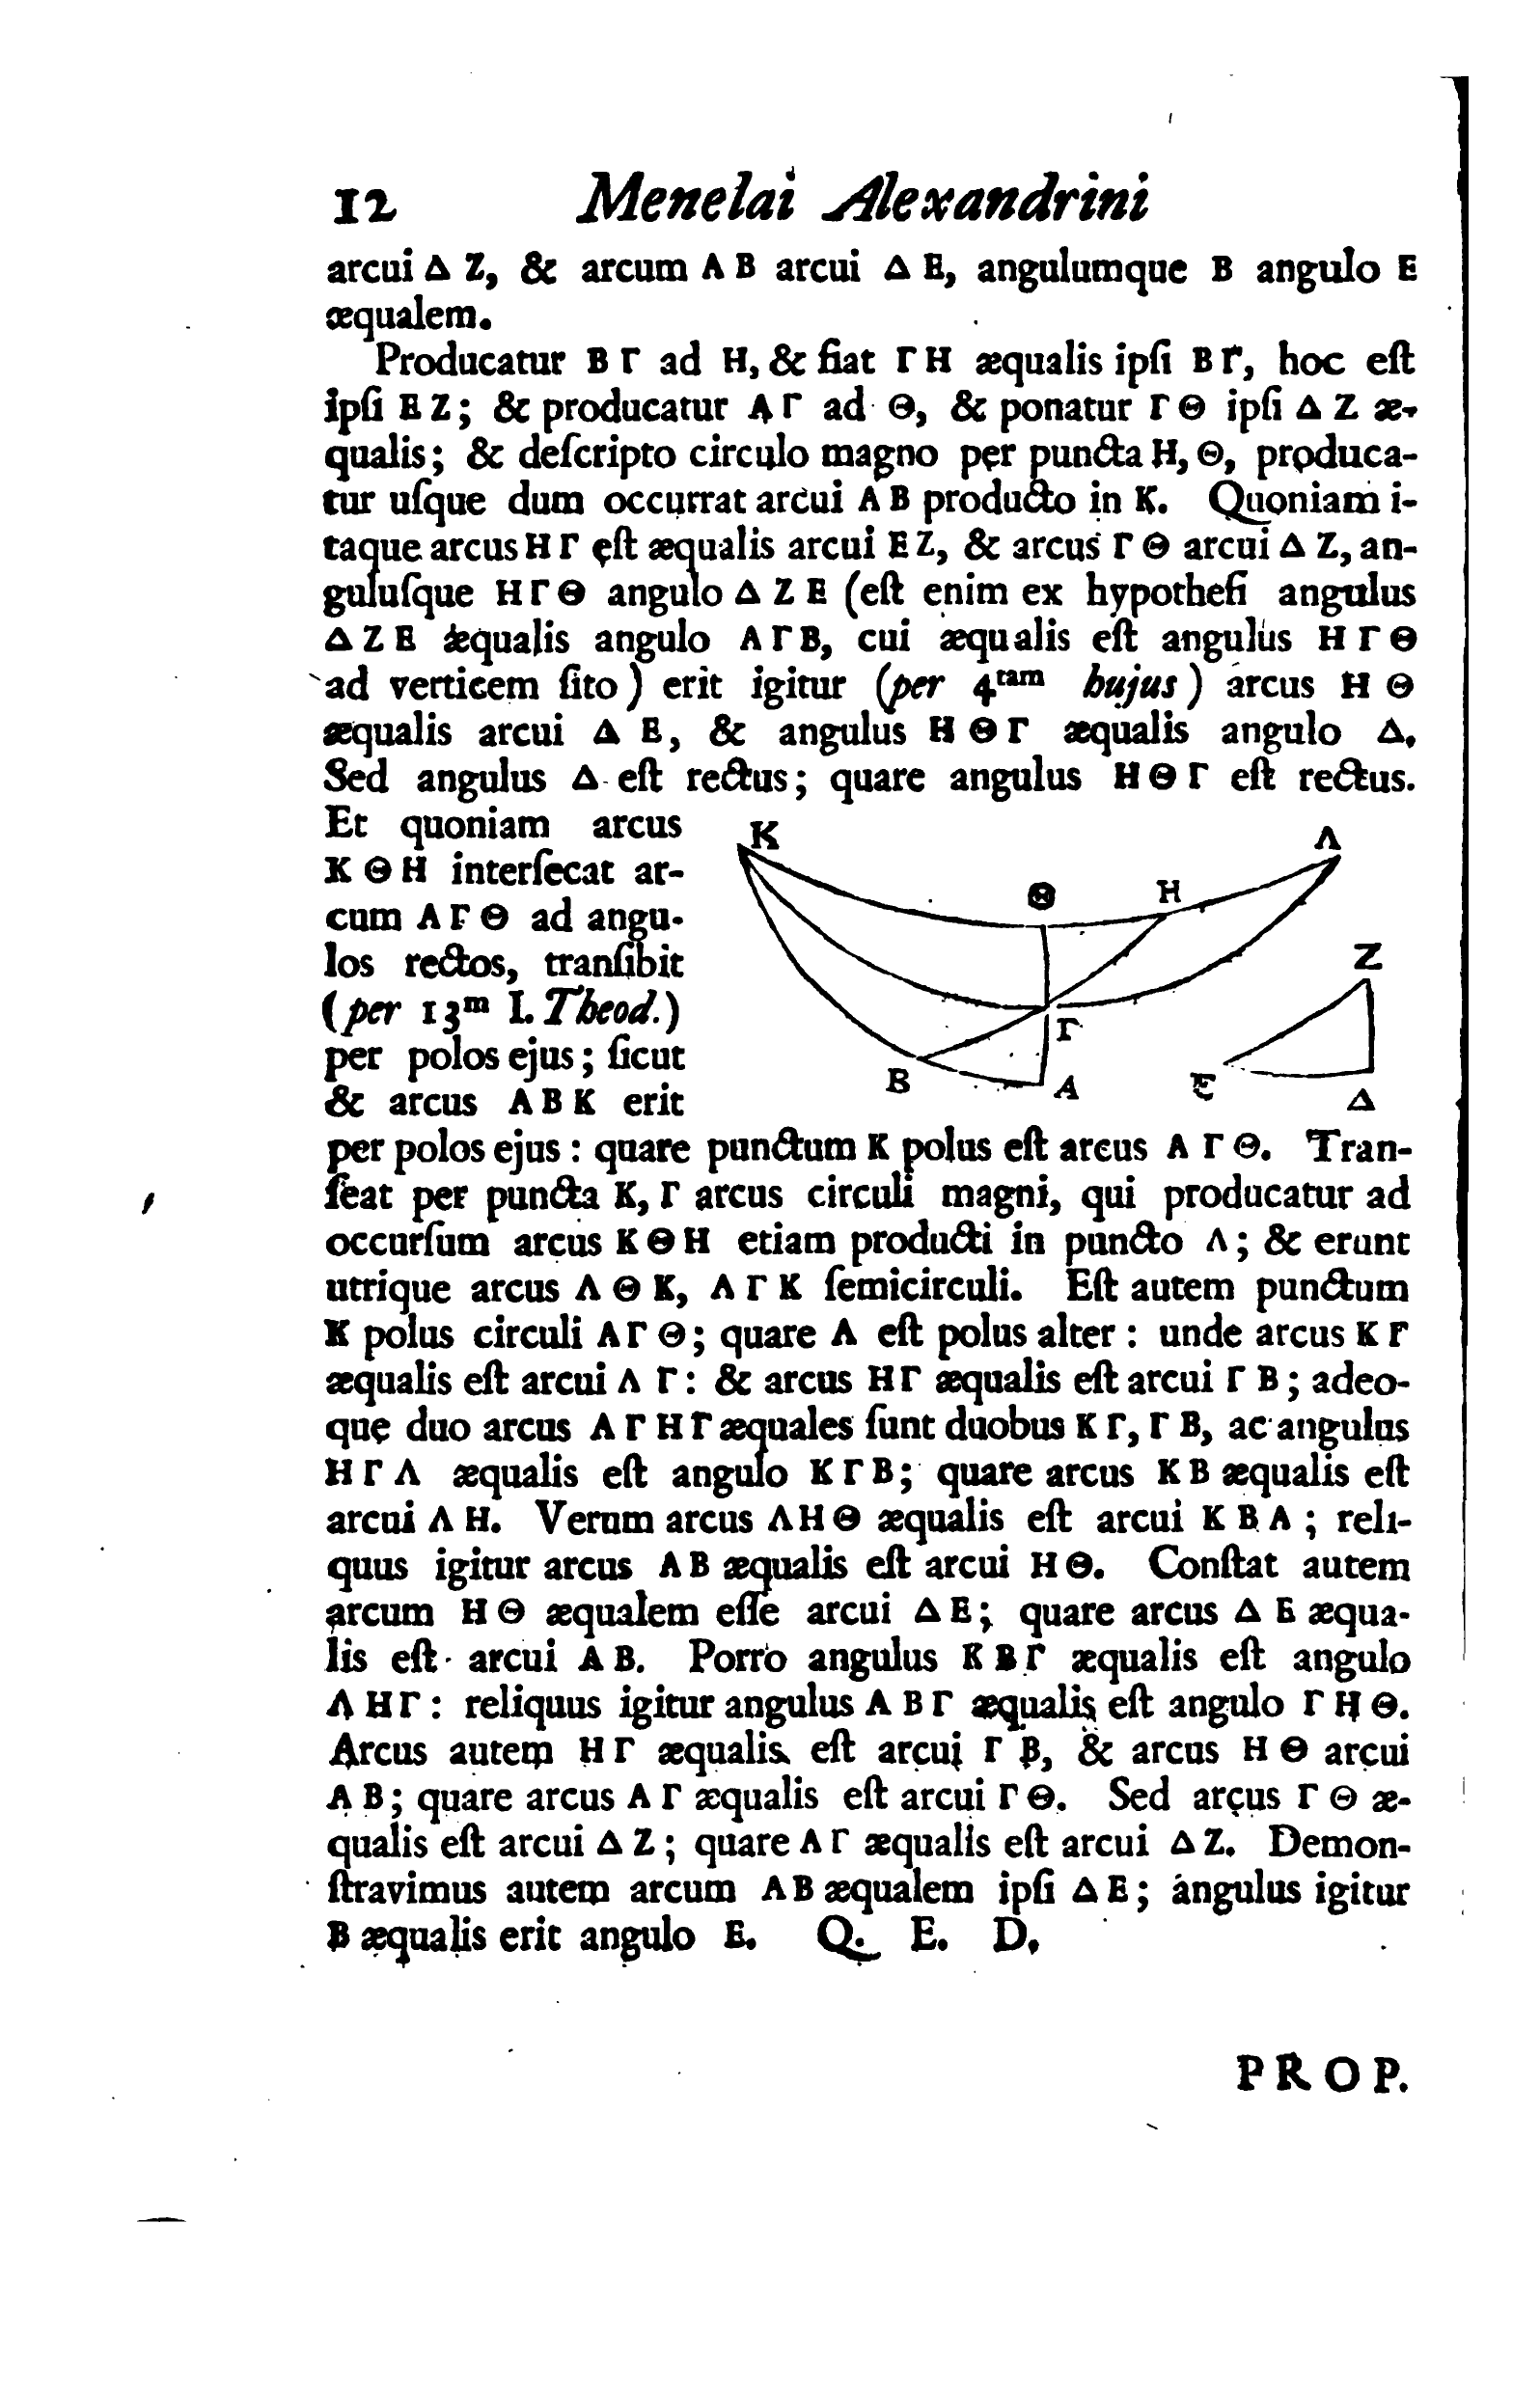 12 Menelai Alexandrini
arcui Δ Ζ, & arcum Α Β arcui Δ Ε, angulumque Β angulo Ε
æqualem.
Producatur Β Γ ad Η, & fiat Γ Η æqualis ipſi Β Γ, hoc eſt
ipſi Ε Ζ; & producatur Α Γ ad Θ, & ponatur Γ Θ ipſi Δ Ζ æ-
qualis; & deſcripto circulo magno per puncta Η, Θ, produca-
tur uſque dum occurrat arcui Α Β producto in Κ. Quoniam i-
taque arcus Η Γ eſt æqualis arcui Ε Ζ, & arcus Γ Θ arcui Δ Ζ, an-
guluſque Η Γ Θ angulo Δ Ζ Ε (eſt enim ex hypotheſi angulus
Δ Ζ Ε æqualis angulo Α Γ Β, cui æqualis eſt angulus Η Γ Θ
ad verticem ſito) erit igitur (per 4tam hujus) arcus Η Θ
æqualis arcui Δ Ε, & angulus Η Θ Γ æqualis angulo Δ.
Sed angulus Δ eſt rectus; quare angulus Η Θ Γ eſt rectus.
Et quoniam arcus
Κ Θ Η interſecat ar-
cum Α Γ Θ ad angu-
los rectos, tranſibit
(per 13m I. Theod.)
per polos ejus; ſicut
& arcus Α Β Κ erit
Κ Λ Θ Η Ζ Γ Β Α Ε Δ
per polos ejus: quare punctum Κ polus eſt arcus Α Γ Θ. Tran-
ſeat per puncta Κ, Γ arcus circuli magni, qui producatur ad
occurſum arcus Κ Θ Η etiam producti in puncto Λ; & erunt
utrique arcus Λ Θ Κ, Λ Γ Κ ſemicirculi. Eſt autem punctum
Κ polus circuli Α Γ Θ; quare Λ eſt polus alter: unde arcus Κ Γ
æqualis eſt arcui Λ Γ: & arcus Η Γ æqualis eſt arcui Γ Β; adeo-
que duo arcus Λ Γ Η Γ æquales ſunt duobus Κ Γ, Γ Β, ac angulus
Η Γ Λ æqualis eſt angulo Κ Γ Β; quare arcus Κ Β æqualis eſt
arcui Λ Η. Verum arcus Λ Η Θ æqualis eſt arcui Κ Β Α; reli-
quus igitur arcus Α Β æqualis eſt arcui Η Θ. Conſtat autem
arcum Η Θ æqualem eſſe arcui Δ Ε; quare arcus Δ Ε æqua-
lis eſt arcui Α Β. Porro angulus Κ Β Γ æqualis eſt angulo
Λ Η Γ: reliquus igitur angulus Α Β Γ æqualis eſt angulo Γ Η Θ.
Arcus autem Η Γ æqualis eſt arcui Γ Β, & arcus Η Θ arcui
Α Β; quare arcus Α Γ æqualis eſt arcui Γ Θ. Sed arcus Γ Θ æ-
qualis eſt arcui Δ Ζ; quare Α Γ æqualis eſt arcui Δ Ζ. Demon-
ſtravimus autem arcum Α Β æqualem ipſi Δ Ε; angulus igitur
Β æqualis erit angulo Ε. Q. E. D.
PROP.